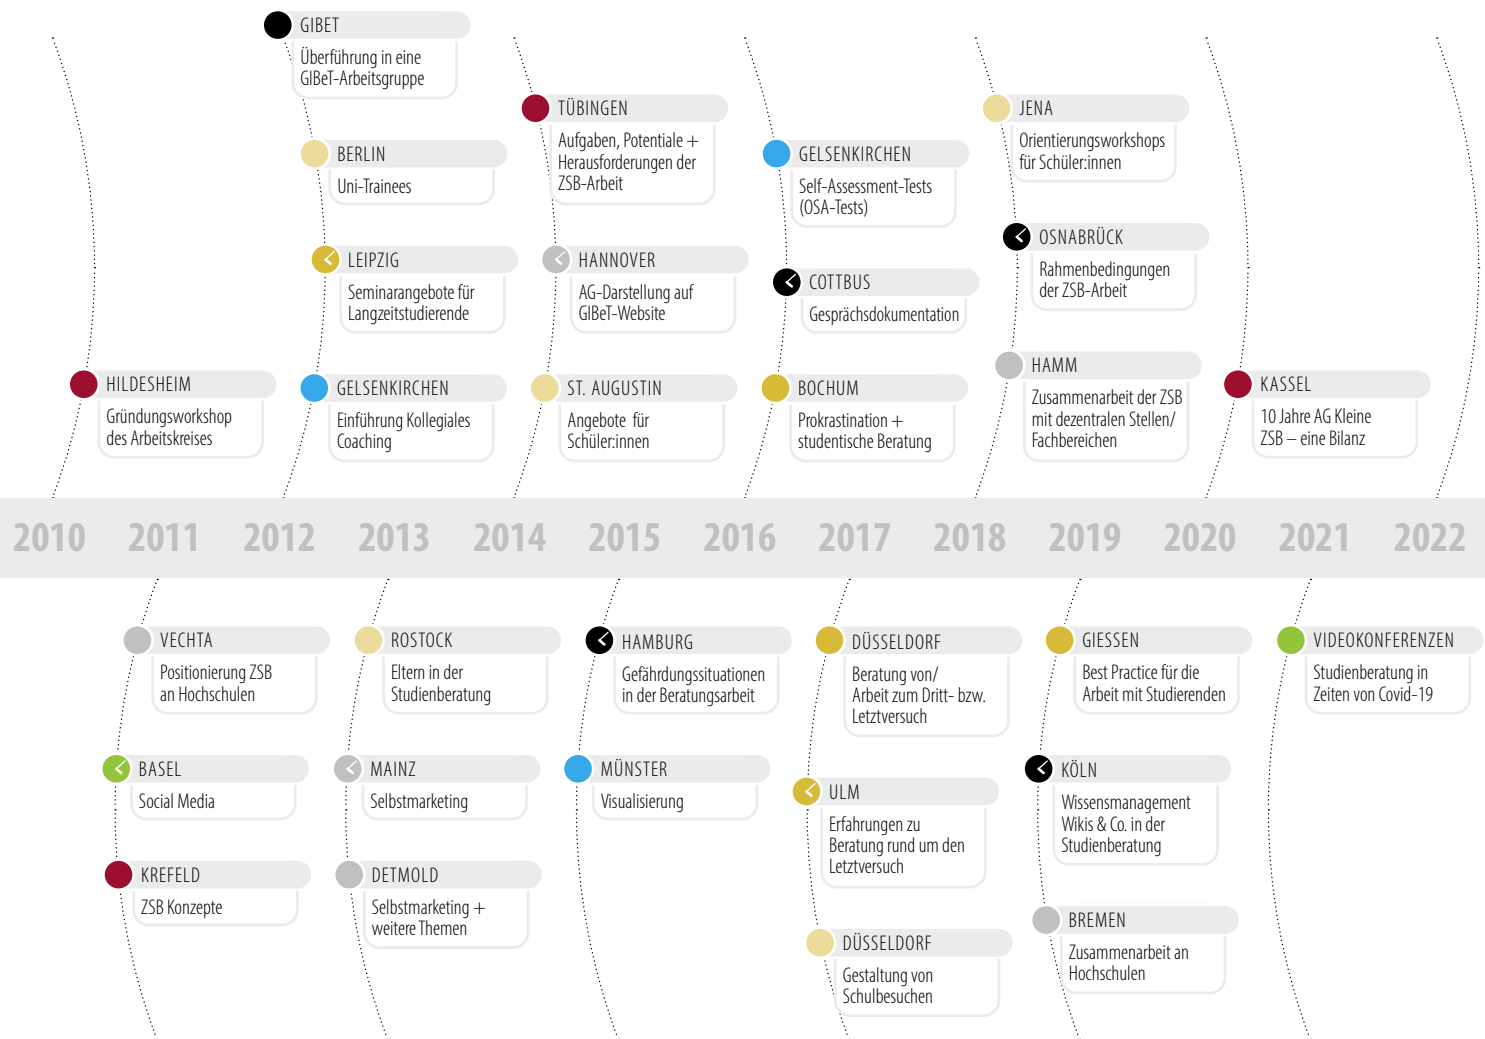 GIBET
Überführung in eine
GIBeT-Arbeitsgruppe
BERLIN
Uni-Trainees
LEIPZIG
Seminarangebote für
Langzeitstudierende
HILDESHEIM
Gründungsworkshop
des Arbeitskreises
GELSENKIRCHEN
Einführung Kollegiales
Coaching
TÜBINGEN
Aufgaben, Potentiale +
Herausforderungen der
ZSB-Arbeit
HANNOVER
AG-Darstellung auf
GIBeT-Website
ST. AUGUSTIN
Angebote für
Schüler:innen
GELSENKIRCHEN
Self-Assessment-Tests
(OSA-Tests)
COTTBUS
Gesprächsdokumentation
BOCHUM
Prokrastination +
studentische Beratung
JENA
Orientierungsworkshops
für Schüler:innen
OSNABRÜCK
Rahmenbedingungen
der ZSB-Arbeit
HAMM
Zusammenarbeit der ZSB
mit dezentralen Stellen/
Fachbereichen
KASSEL
10 Jahre AG Kleine
ZSB – eine Bilanz
2010 2011 2012 2013 2014 2015 2016 2017 2018 2019 2020 2021 2022
VECHTA
Positionierung ZSB
an Hochschulen
BASEL
Social Media
KREFELD
ZSB Konzepte
ROSTOCK
Eltern in der
Studienberatung
MAINZ
Selbstmarketing
DETMOLD
Selbstmarketing +
weitere Themen
HAMBURG
Gefährdungssituationen
in der Beratungsarbeit
MÜNSTER
Visualisierung
DÜSSELDORF
Beratung von/
Arbeit zum Dritt- bzw.
Letztversuch
ULM
Erfahrungen zu
Beratung rund um den
Letztversuch
DÜSSELDORF
Gestaltung von
Schulbesuchen
GIESSEN
Best Practice für die
Arbeit mit Studierenden
KÖLN
Wissensmanagement
Wikis & Co. in der
Studienberatung
BREMEN
Zusammenarbeit an
Hochschulen
VIDEOKONFERENZEN
Studienberatung in
Zeiten von Covid-19